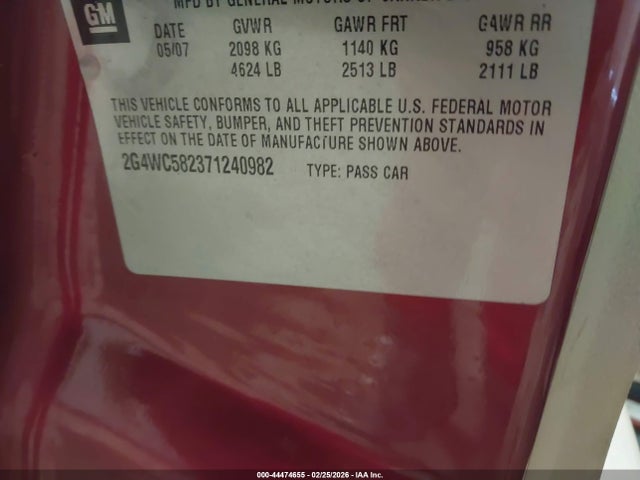 GM
MFD BY GENERAL MOTORS OF
DATE GVWR GAWR FRT GAWR RR
05/07 2098 KG 1140 KG 958 KG
4624 LB 2513 LB 2111 LB
THIS VEHICLE CONFORMS TO ALL APPLICABLE U.S. FEDERAL MOTOR
VEHICLE SAFETY, BUMPER, AND THEFT PREVENTION STANDARDS IN
EFFECT ON THE DATE OF MANUFACTURE SHOWN ABOVE.
2G4WC582371240982 TYPE: PASS CAR
000-44474655 - 02/25/2026 - IAA Inc.